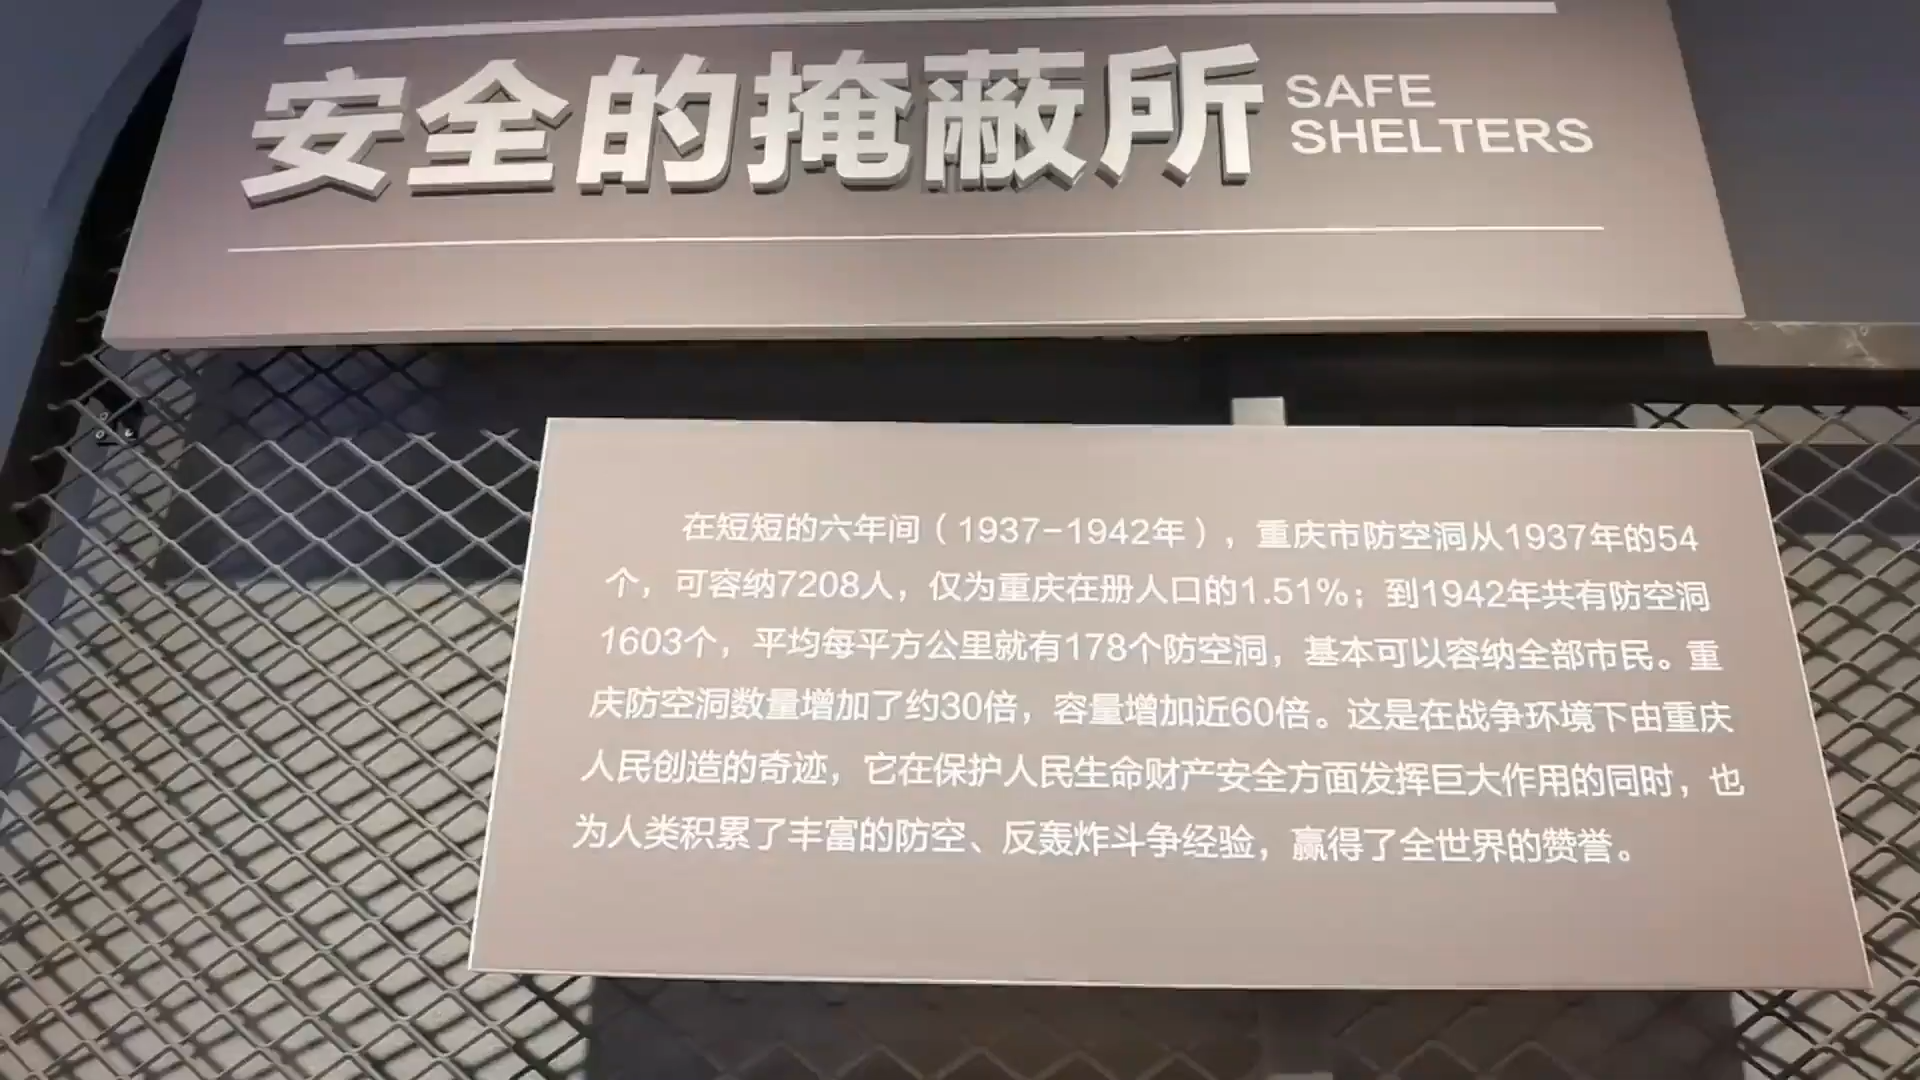 安全的掩蔽所
SAFE
SHELTERS
在短短的六年间（1937-1942年），重庆市防空洞从1937年的54
个，可容纳7208人，仅为重庆在册人口的1.51%；到1942年共有防空洞
1603个，平均每平方公里就有178个防空洞，基本可以容纳全部市民。重
庆防空洞数量增加了约30倍，容量增加近60倍。这是在战争环境下由重庆
人民创造的奇迹，它在保护人民生命财产安全方面发挥巨大作用的同时，也
为人类积累了丰富的防空、反轰炸斗争经验，赢得了全世界的赞誉。